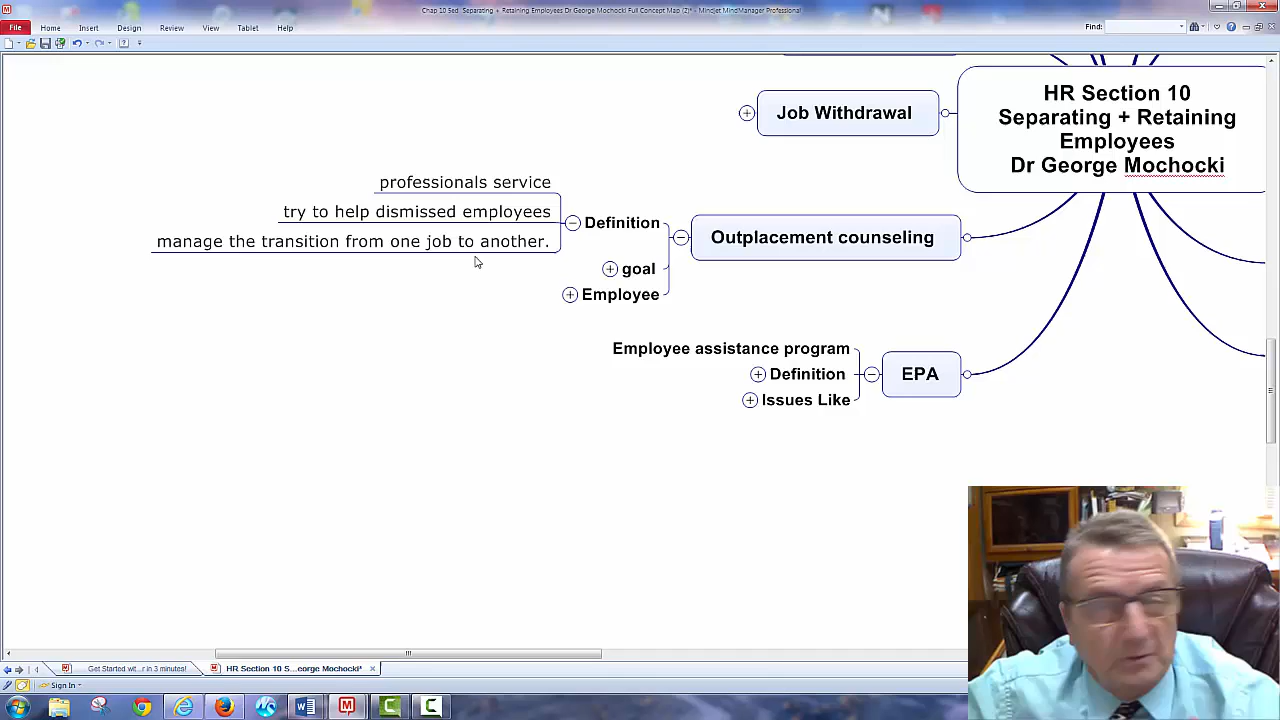 Chap 10 Sed Separating + Retaining Employees Dr George Mochocki Full Concept Map (2)* - Mindjet MindManager Professional
File Home Insert Design Review View Tablet Help
Find:
HR Section 10
Separating + Retaining
Employees
Dr George Mochocki
Job Withdrawal
professionals service
try to help dismissed employees
manage the transition from one job to another.
Definition
Outplacement counseling
goal
Employee
Employee assistance program
Definition
EPA
Issues Like
Get Started wit...r in 3 minutes!
HR Section 10 S...eorge Mochocki*
Sign In